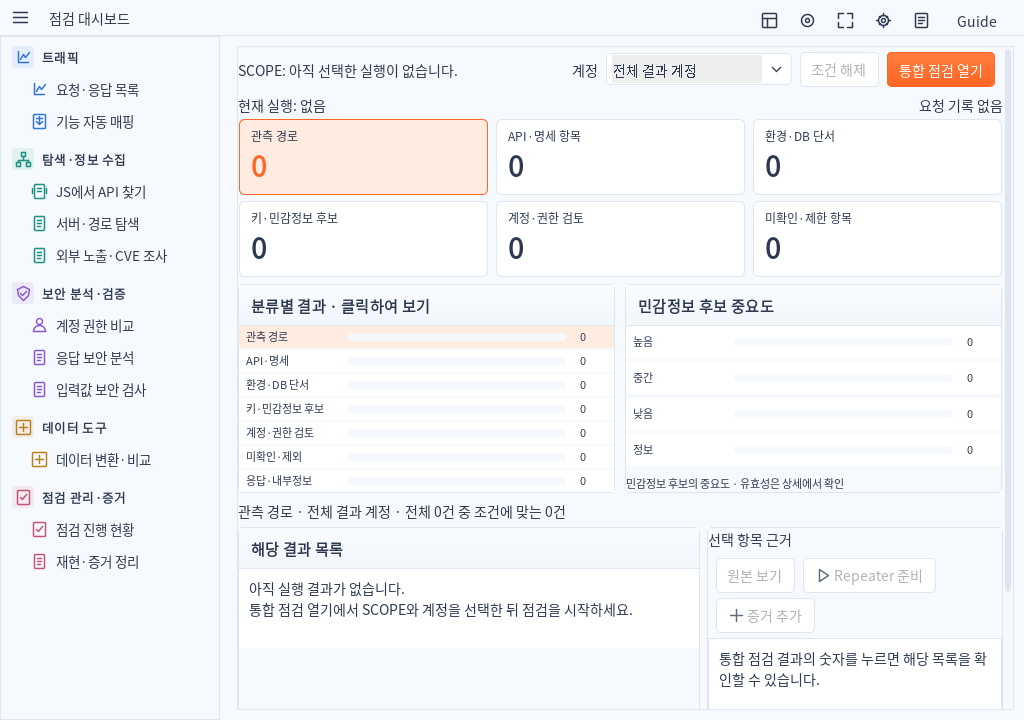 점검 대시보드
Guide
트래픽
요청·응답 목록
기능 자동 매핑
탐색·정보 수집
JS에서 API 찾기
서버·경로 탐색
외부 노출·CVE 조사
보안 분석·검증
계정 권한 비교
응답 보안 분석
입력값 보안 검사
데이터 도구
데이터 변환·비교
점검 관리·증거
점검 진행 현황
재현·증거 정리
SCOPE: 아직 선택한 실행이 없습니다.
계정
전체 결과 계정
조건 해제
통합 점검 열기
현재 실행: 없음
요청 기록 없음
관측 경로
0
API·명세 항목
0
환경·DB 단서
0
키·민감정보 후보
0
계정·권한 검토
0
미확인·제한 항목
0
분류별 결과 · 클릭하여 보기
관측 경로 0
API·명세 0
환경·DB 단서 0
키·민감정보 후보 0
계정·권한 검토 0
미확인·제외 0
응답·내부정보 0
민감정보 후보 중요도
높음 0
중간 0
낮음 0
정보 0
민감정보 후보의 중요도 · 유효성은 상세에서 확인
관측 경로 · 전체 결과 계정 · 전체 0건 중 조건에 맞는 0건
해당 결과 목록
아직 실행 결과가 없습니다.
통합 점검 열기에서 SCOPE와 계정을 선택한 뒤 점검을 시작하세요.
선택 항목 근거
원본 보기
Repeater 준비
증거 추가
통합 점검 결과의 숫자를 누르면 해당 목록을 확
인할 수 있습니다.